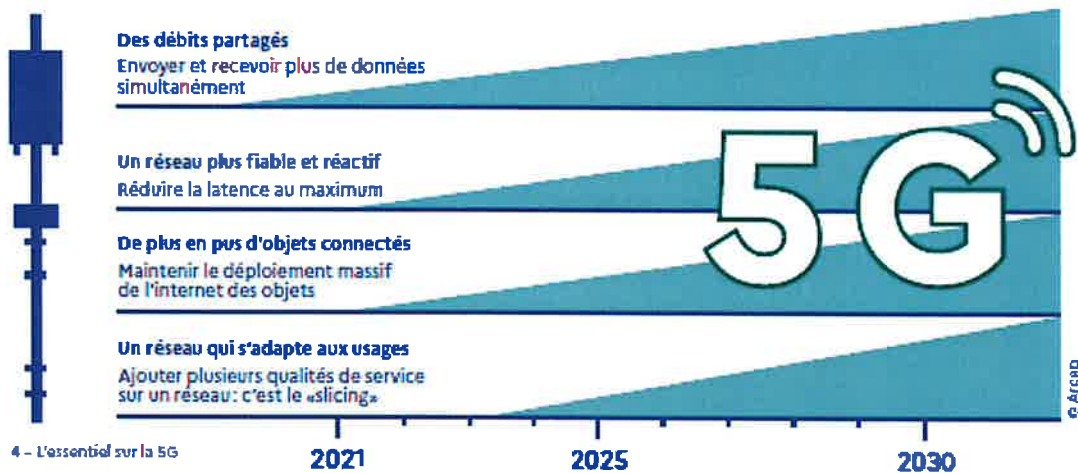 Des débits partagés
Envoyer et recevoir plus de données
simultanément
Un réseau plus fiable et réactif
Réduire la latence au maximum
De plus en pus d'objets connectés
Maintenir le déploiement massif
de l'internet des objets
Un réseau qui s'adapte aux usages
Ajouter plusieurs qualités de service
sur un réseau: c'est le «slicing»
5G
© Arcep
2021
2025
2030
4 – L'essentiel sur la 5G